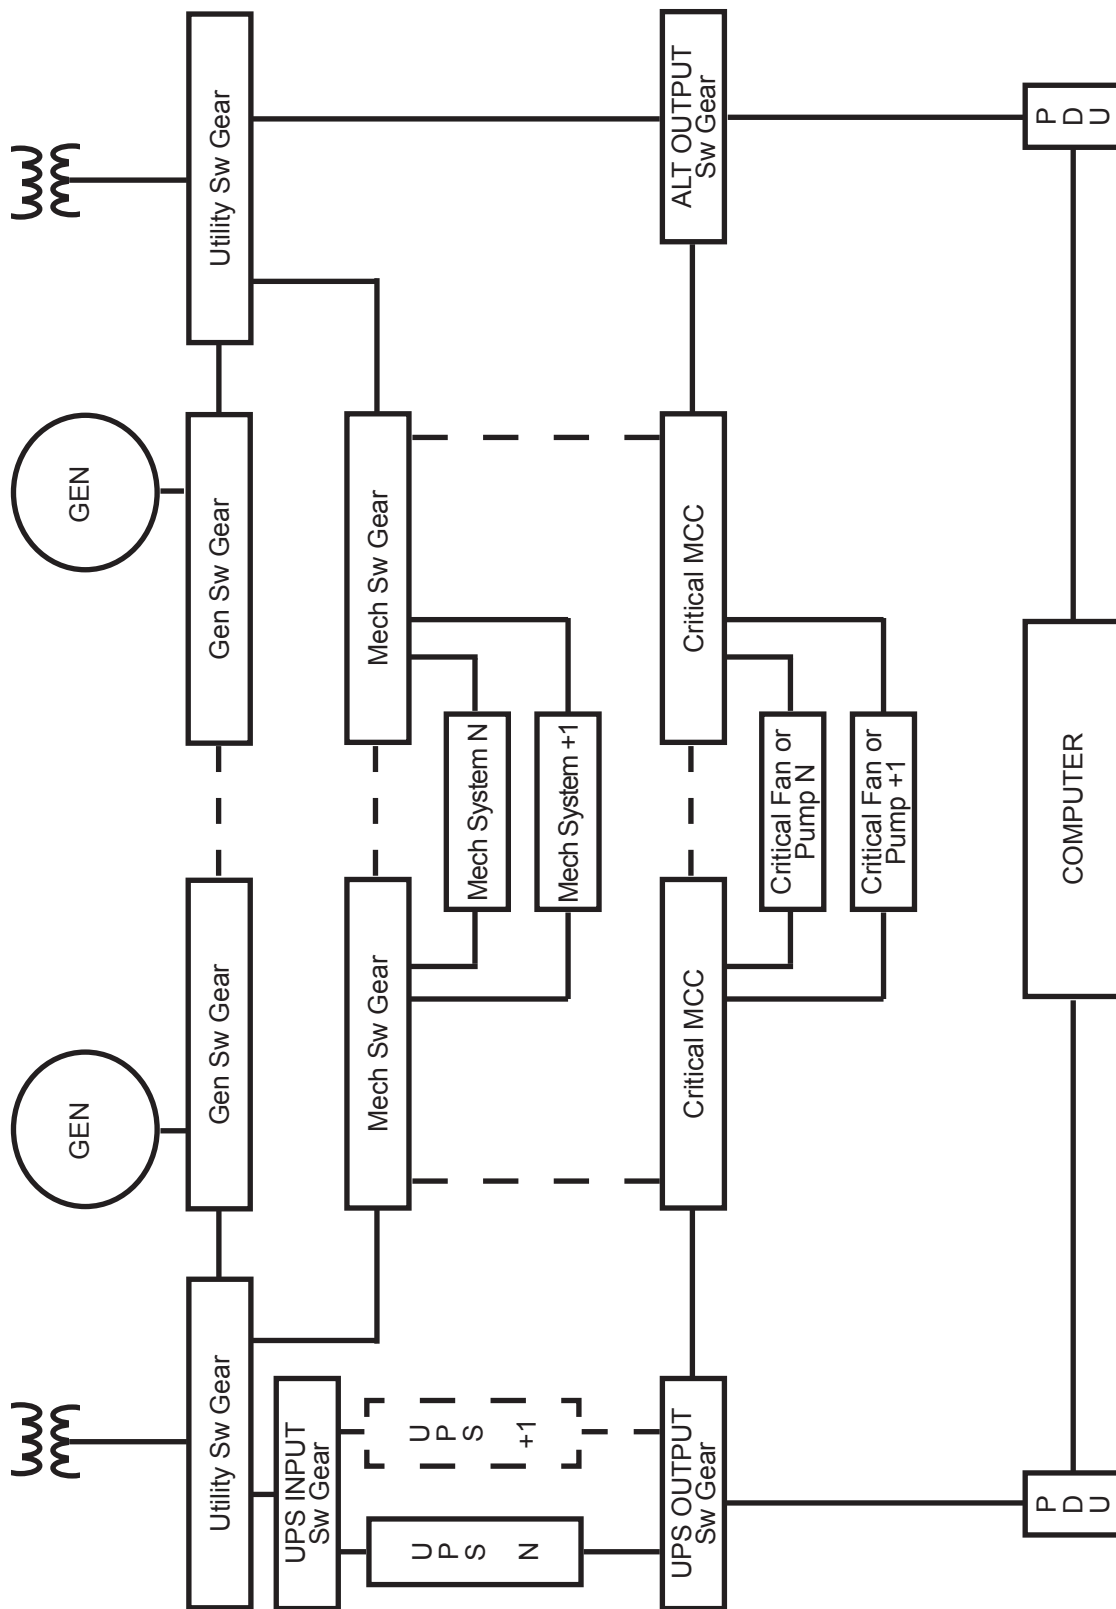 Utility Sw Gear
GEN
Gen Sw Gear
GEN
Gen Sw Gear
Utility Sw Gear
UPS INPUT
Sw Gear
Mech Sw Gear
Mech Sw Gear
U
P
S
N
U
P
S
+1
Mech System N
Mech System +1
UPS OUTPUT
Sw Gear
Critical MCC
Critical MCC
ALT OUTPUT
Sw Gear
Critical Fan or
Pump N
Critical Fan or
Pump +1
P
D
U
COMPUTER
P
D
U